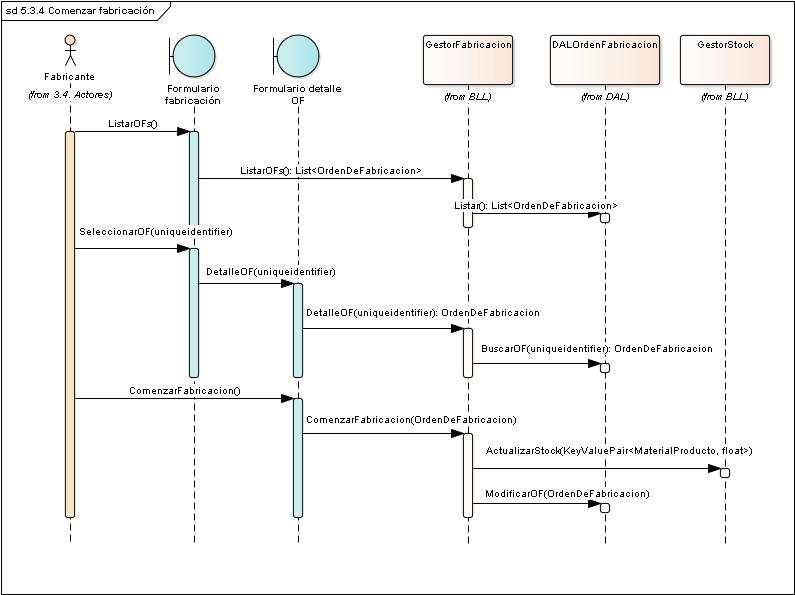 sd 5.3.4 Comenzar fabricación
Fabricante
(from 3.4. Actores)
Formulario
fabricación
Formulario detalle
OF
GestorFabricacion
(from BLL)
DALOrdenFabricacion
(from DAL)
GestorStock
(from BLL)
ListarOFs()
ListarOFs(): List<OrdenDeFabricacion>
Listar(): List<OrdenDeFabricacion>
SeleccionarOF(uniqueidentifier)
DetalleOF(uniqueidentifier)
DetalleOF(uniqueidentifier): OrdenDeFabricacion
BuscarOF(uniqueidentifier): OrdenDeFabricacion
ComenzarFabricacion()
ComenzarFabricacion(OrdenDeFabricacion)
ActualizarStock(KeyValuePair<MaterialProducto, float>)
ModificarOF(OrdenDeFabricacion)